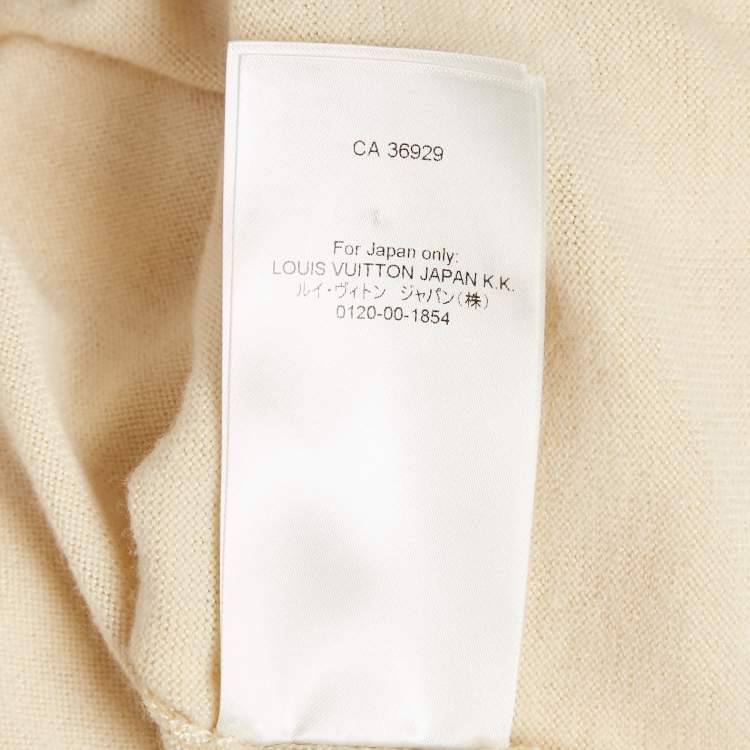 CA 36929
For Japan only:
LOUIS VUITTON JAPAN K.K.
ルイ・ヴィトン　ジャパン(株)
0120-00-1854